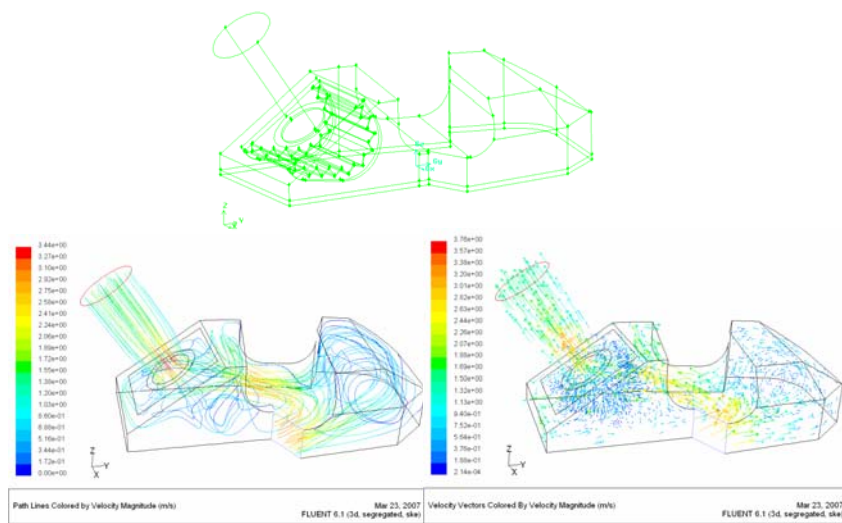 Z
Y
3.44e+00
3.27e+00
3.10e+00
2.92e+00
2.75e+00
2.58e+00
2.41e+00
2.24e+00
2.06e+00
1.89e+00
1.72e+00
1.55e+00
1.38e+00
1.20e+00
1.03e+00
8.60e-01
6.88e-01
5.16e-01
3.44e-01
1.72e-01
0.00e+00
Z
Y
X
Path Lines Colored by Velocity Magnitude (m/s)
Mar 23, 2007
FLUENT 6.1 (3d, segregated, ske)
3.76e+00
3.57e+00
3.38e+00
3.20e+00
3.01e+00
2.82e+00
2.63e+00
2.44e+00
2.26e+00
2.07e+00
1.88e+00
1.69e+00
1.50e+00
1.32e+00
1.13e+00
9.40e-01
7.52e-01
5.64e-01
3.76e-01
1.88e-01
2.14e-04
Z
Y
X
Velocity Vectors Colored By Velocity Magnitude (m/s)
Mar 23, 2007
FLUENT 6.1 (3d, segregated, ske)